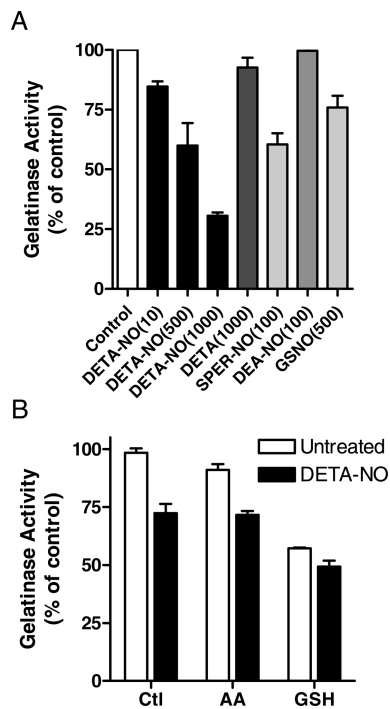 A
Gelatinase Activity
(% of control)
100
75
50
25
0
Control
DETA-NO(10)
DETA-NO(500)
DETA-NO(1000)
DETA(1000)
SPER-NO(100)
DEA-NO(100)
GSNO(500)
B
Gelatinase Activity
(% of control)
100
75
50
25
0
Untreated
DETA-NO
Ctl AA GSH